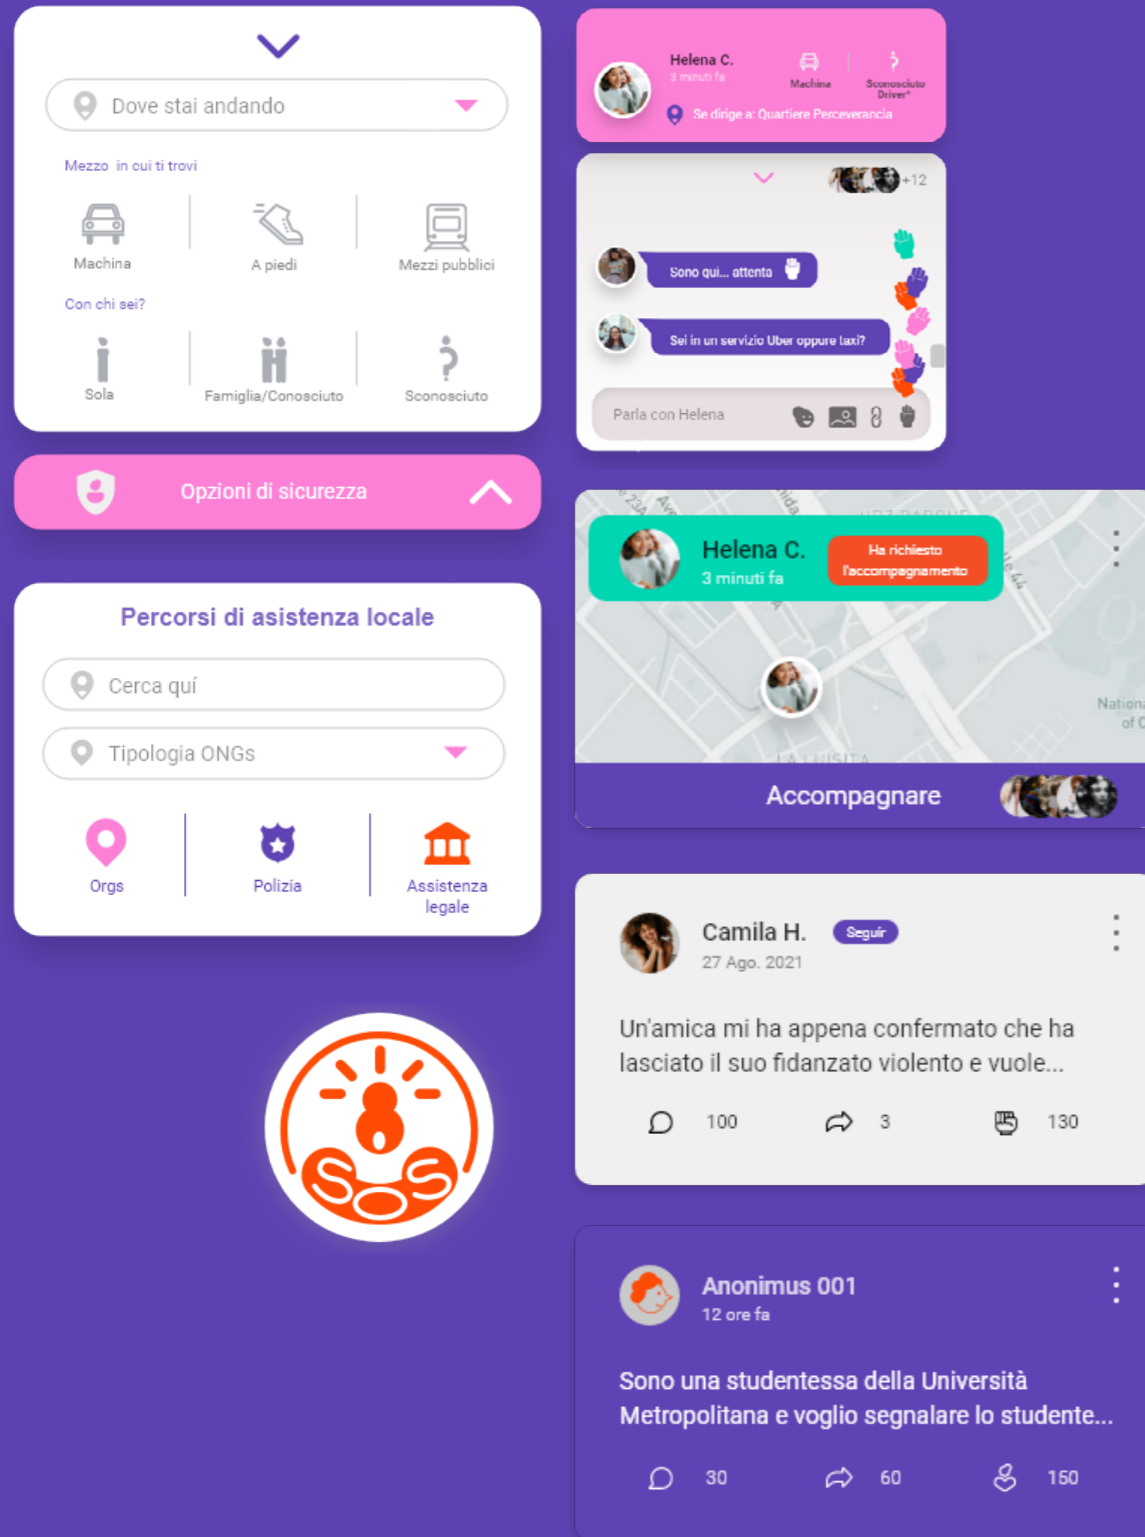 Dove stai andando
Mezzo in cui ti trovi
Machina
A piedi
Mezzi pubblici
Con chi sei?
Sola
Famiglia/Conosciuto
Sconosciuto
Opzioni di sicurezza
Percorsi di asistenza locale
Cerca quí
Tipologia ONGs
Orgs
Polizia
Assistenza
legale
SOS
Helena C.
3 minuti fa
Machina
Sconosciuto
Driver*
Se dirige a: Quartiere Perceverancia
+12
Sono qui... attenta
Sei in un servizio Uber oppure taxi?
Parla con Helena
Helena C.
3 minuti fa
Ha richiesto
l'accompagnamento
LA LUISITA
Nationa
of C
Accompagnare
Camila H.
Seguir
27 Ago. 2021
Un'amica mi ha appena confermato che ha
lasciato il suo fidanzato violento e vuole...
100
3
130
Anonimus 001
12 ore fa
Sono una studentessa della Università
Metropolitana e voglio segnalare lo studente...
30
60
150